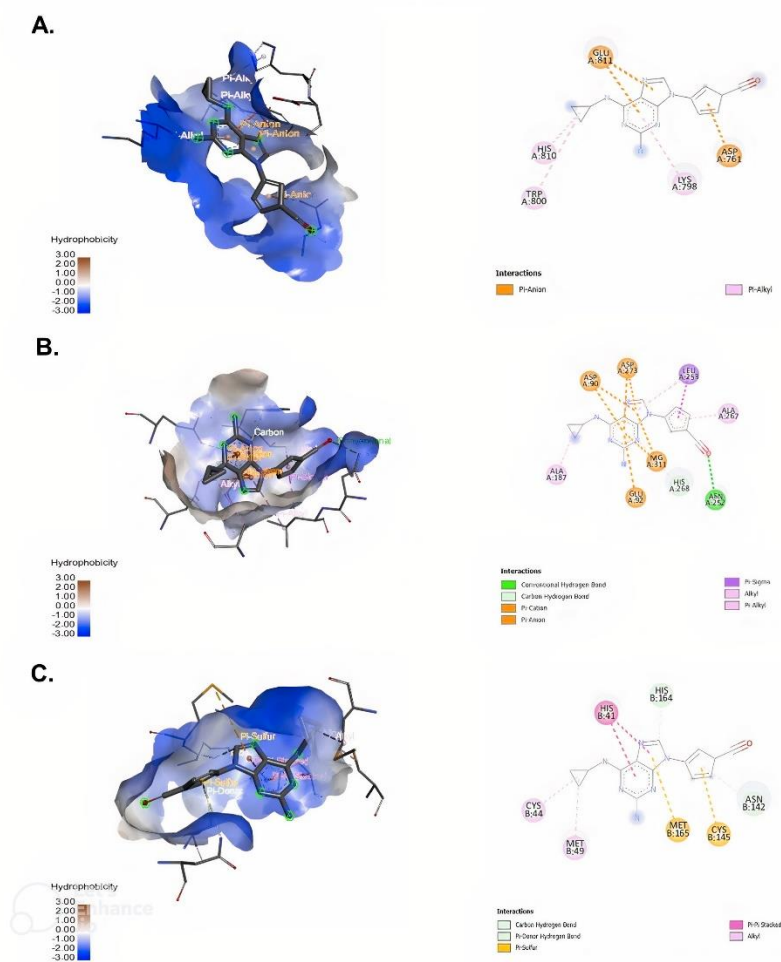 A.
Pi-Alkyl
Pi-Anion
Pi-Anion
Pi-Anion
Hydrophobicity
3.00
2.00
1.00
0.00
-1.00
-2.00
-3.00
GLU
A:811
HIS
A:810
TRP
A:800
LYS
A:798
ASP
A:761
Interactions
Pi-Anion
Pi-Alkyl
B.
Carbon
Hydrophobicity
3.00
2.00
1.00
0.00
-1.00
-2.00
-3.00
ASP
A:90
ASP
A:273
LEU
A:253
ALA
A:267
ALA
A:187
GLU
A:92
MG
A:311
HIS
A:268
ASN
A:252
Interactions
Conventional Hydrogen Bond
Carbon Hydrogen Bond
Pi-Cation
Pi-Anion
Pi-Sigma
Alkyl
Pi-Alkyl
C.
Pi-Sulfur
Pi-Sulfur
Pi-Donor
Hydrophobicity
3.00
2.00
1.00
0.00
-1.00
-2.00
-3.00
HIS
B:164
HIS
B:41
ASN
B:142
CYS
B:44
MET
B:49
MET
B:165
CYS
B:145
Interactions
Carbon Hydrogen Bond
Pi-Donor Hydrogen Bond
Pi-Sulfur
Pi-Pi Stacked
Alkyl